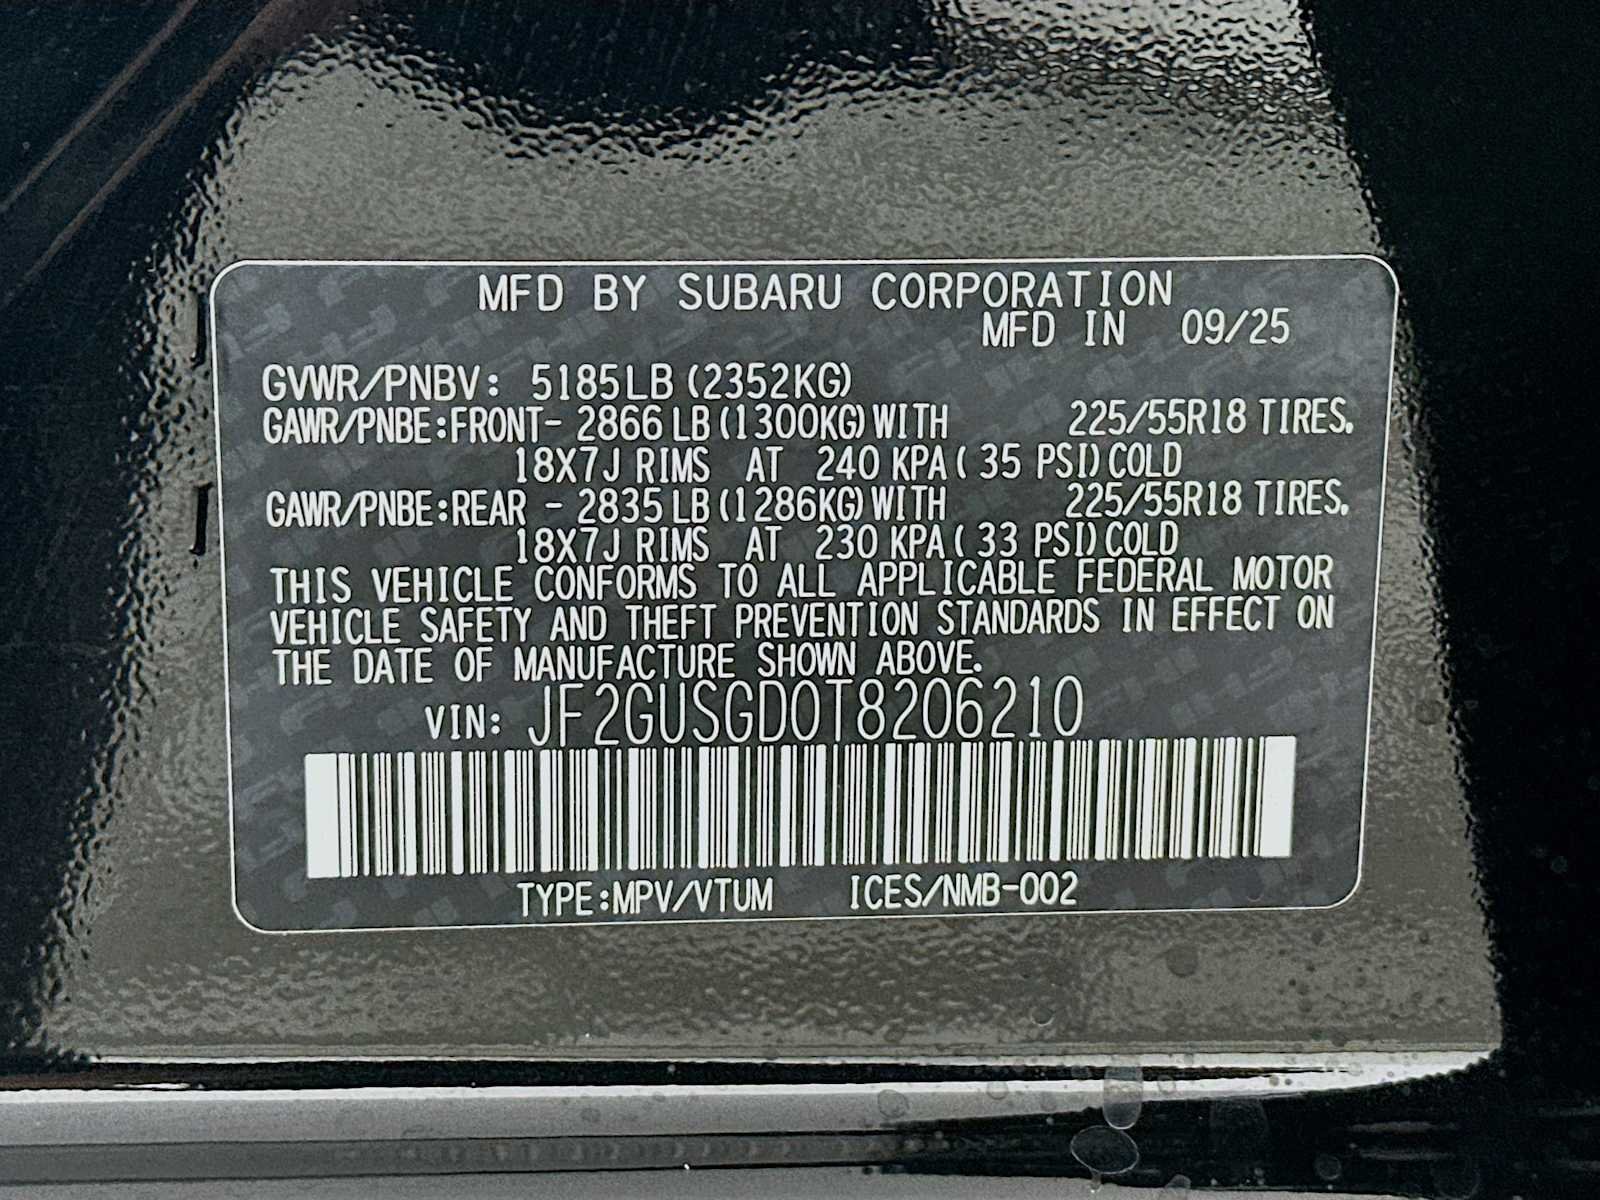 MFD BY SUBARU CORPORATION
MFD IN 09/25
GVWR/PNBV: 5185LB (2352KG)
GAWR/PNBE:FRONT- 2866 LB (1300KG) WITH 225/55R18 TIRES.
18X7J RIMS AT 240 KPA ( 35 PSI) COLD
GAWR/PNBE:REAR - 2835 LB (1286KG) WITH 225/55R18 TIRES.
18X7J RIMS AT 230 KPA ( 33 PSI) COLD
THIS VEHICLE CONFORMS TO ALL APPLICABLE FEDERAL MOTOR
VEHICLE SAFETY AND THEFT PREVENTION STANDARDS IN EFFECT ON
THE DATE OF MANUFACTURE SHOWN ABOVE.
VIN: JF2GUSGD0T8206210
TYPE:MPV/VTUM ICES/NMB-002